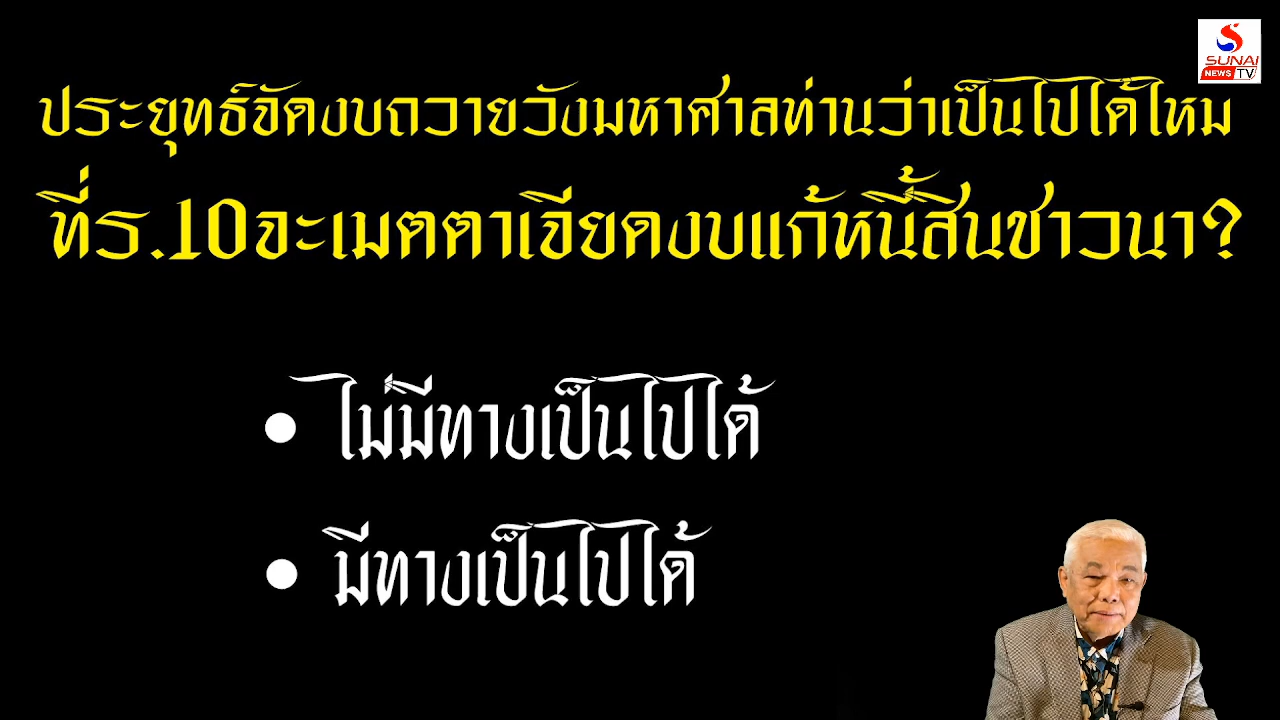 SUNAI
NEWS TV
ประยุทธ์จัดงบถวายวังมหาศาลท่านว่าเป็นไปได้ไหม
ที่ร.10จะเมตตาเจียดงบแก้หนี้สินชาวนา?
• ไม่มีทางเป็นไปได้
• มีทางเป็นไปได้